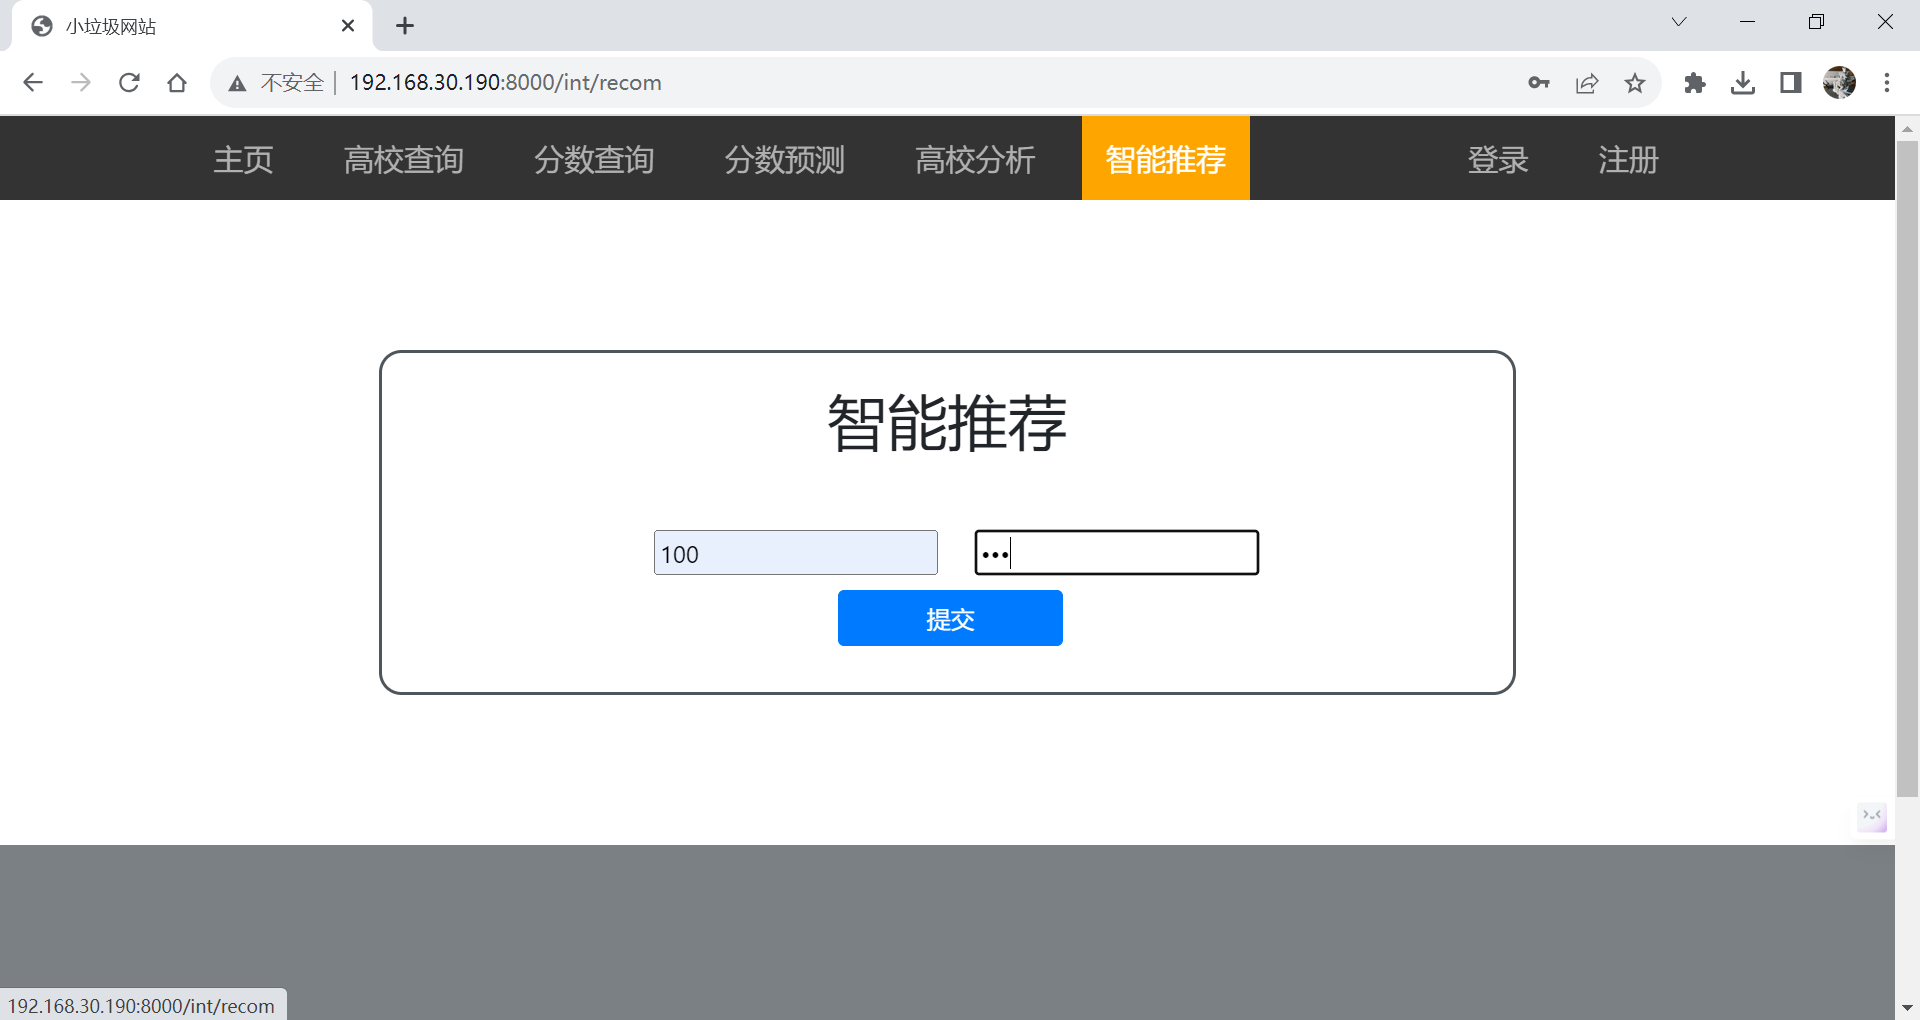 小垃圾网站
不安全 | 192.168.30.190:8000/int/recom
主页 高校查询 分数查询 分数预测 高校分析 智能推荐 登录 注册
智能推荐
100 •••
提交
192.168.30.190:8000/int/recom